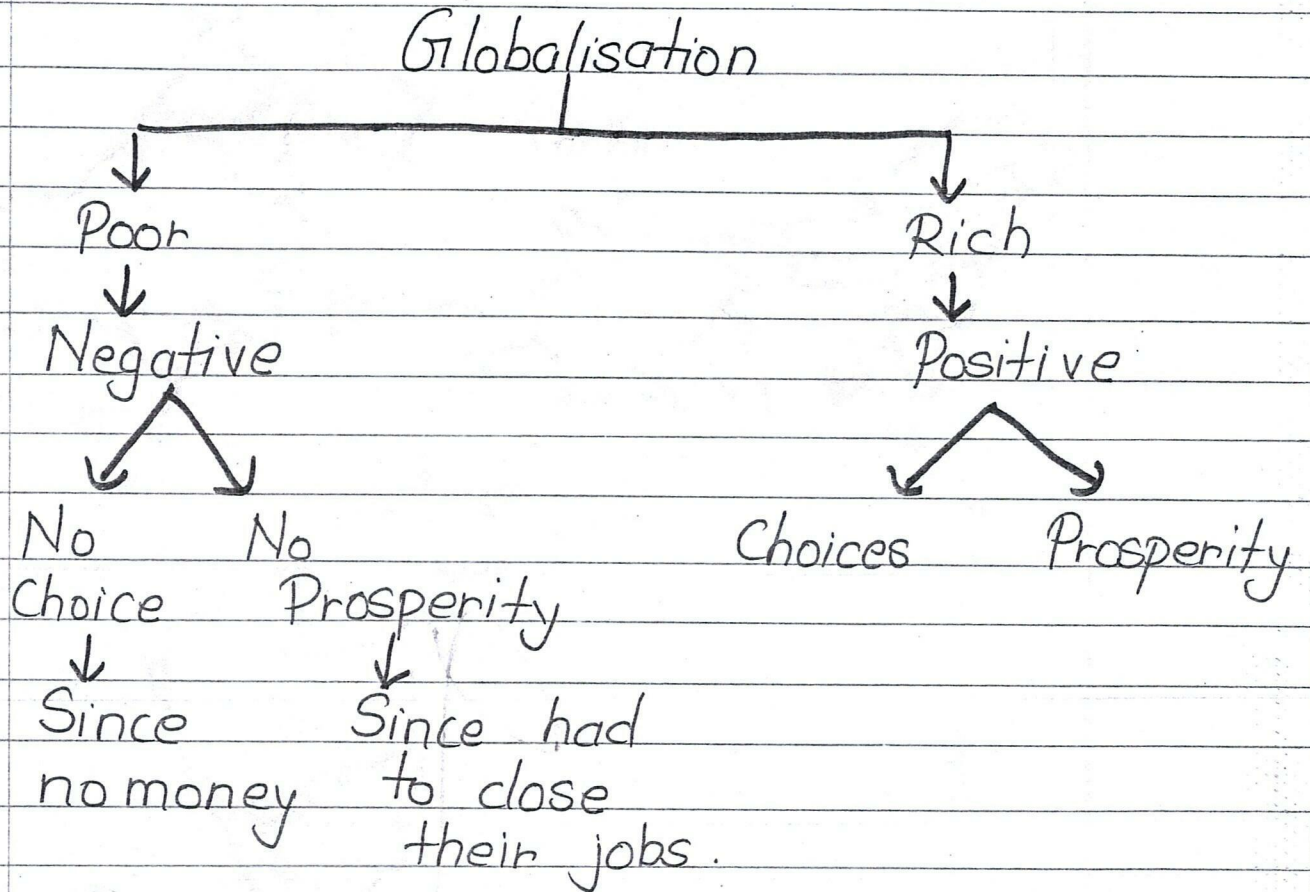 Globalisation
Poor Rich
Negative Positive
No No Choices Prosperity
Choice Prosperity
Since Since had
no money to close
their jobs.